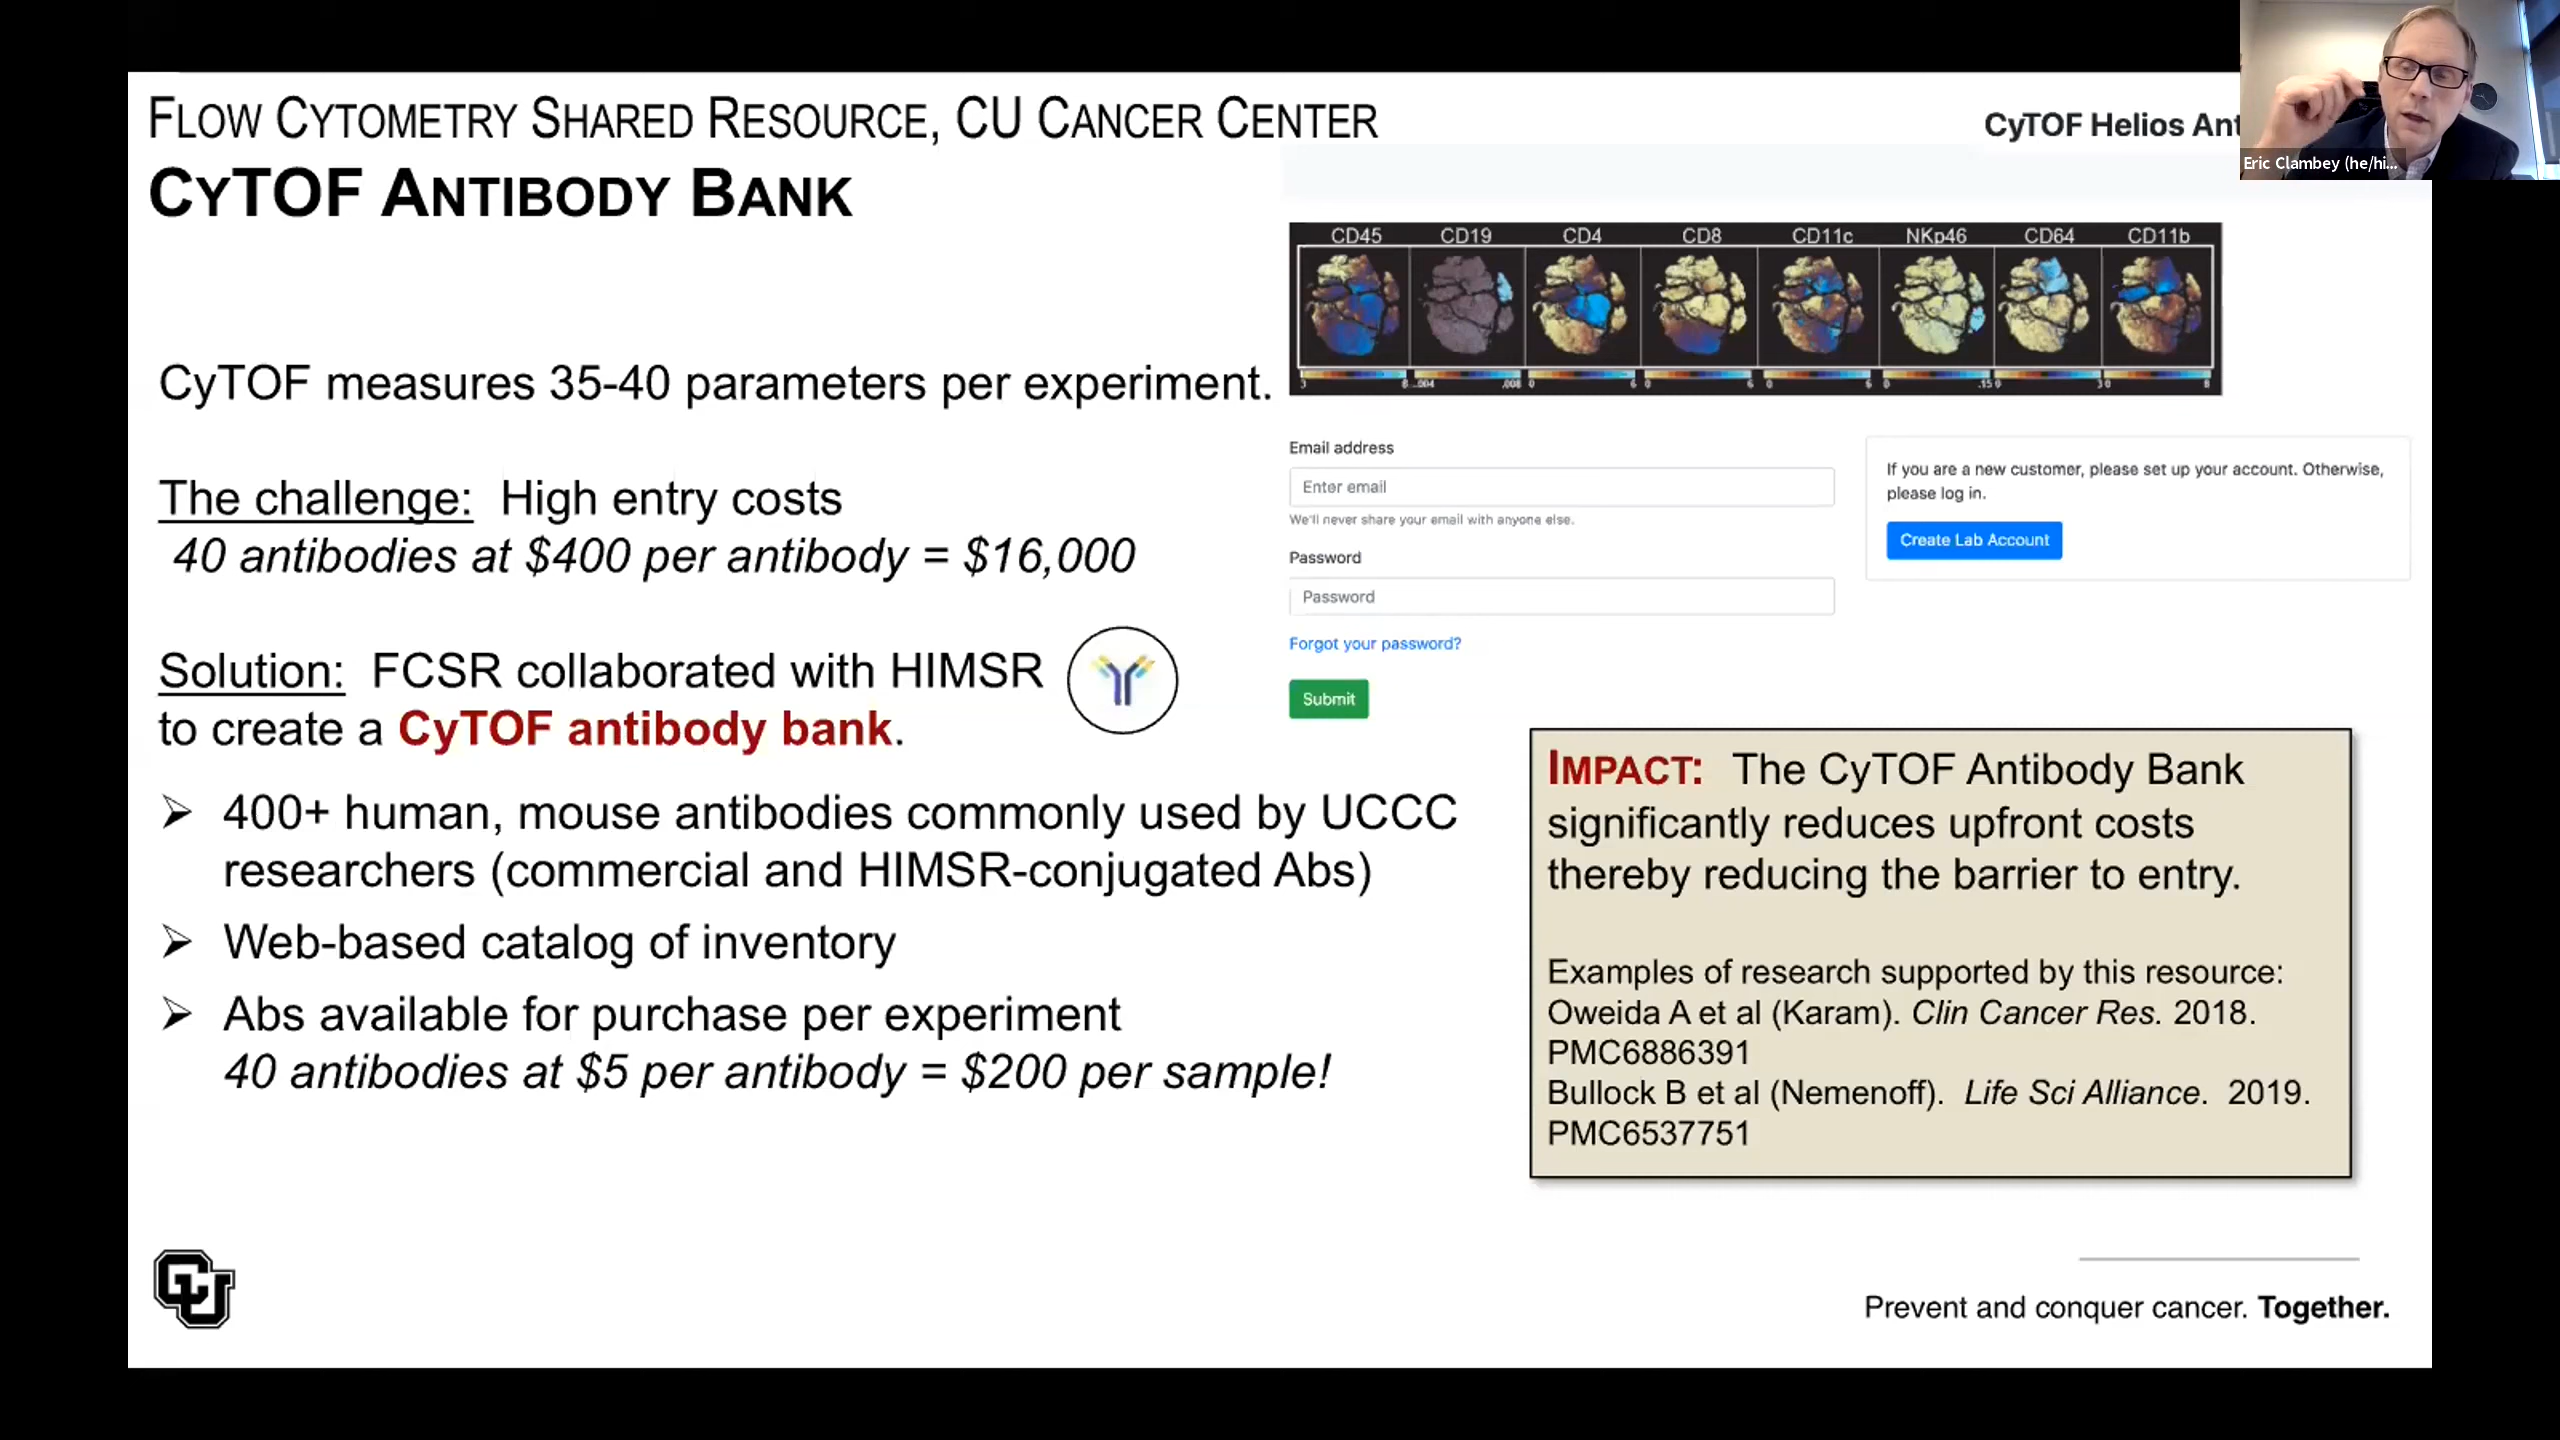 FLOW CYTOMETRY SHARED RESOURCE, CU CANCER CENTER
CYTOF ANTIBODY BANK
CyTOF Helios Ant
Eric Clambey (he/hi...
CD45 CD19 CD4 CD8 CD11c NKp46 CD64 CD11b
CyTOF measures 35-40 parameters per experiment.
The challenge: High entry costs
40 antibodies at $400 per antibody = $16,000
Solution: FCSR collaborated with HIMSR
to create a CyTOF antibody bank.
➢ 400+ human, mouse antibodies commonly used by UCCC
researchers (commercial and HIMSR-conjugated Abs)
➢ Web-based catalog of inventory
➢ Abs available for purchase per experiment
40 antibodies at $5 per antibody = $200 per sample!
Email address
Enter email
We'll never share your email with anyone else.
Password
Password
Forgot your password?
Submit
If you are a new customer, please set up your account. Otherwise,
please log in.
Create Lab Account
IMPACT: The CyTOF Antibody Bank
significantly reduces upfront costs
thereby reducing the barrier to entry.
Examples of research supported by this resource:
Oweida A et al (Karam). Clin Cancer Res. 2018.
PMC6886391
Bullock B et al (Nemenoff). Life Sci Alliance. 2019.
PMC6537751
CU
Prevent and conquer cancer. Together.